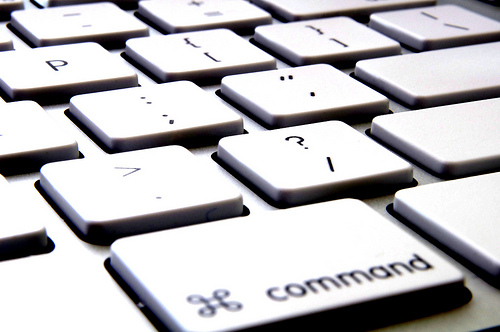 - + =
P { [ } ] | \
: ; " '
> . ? /
⌘ command